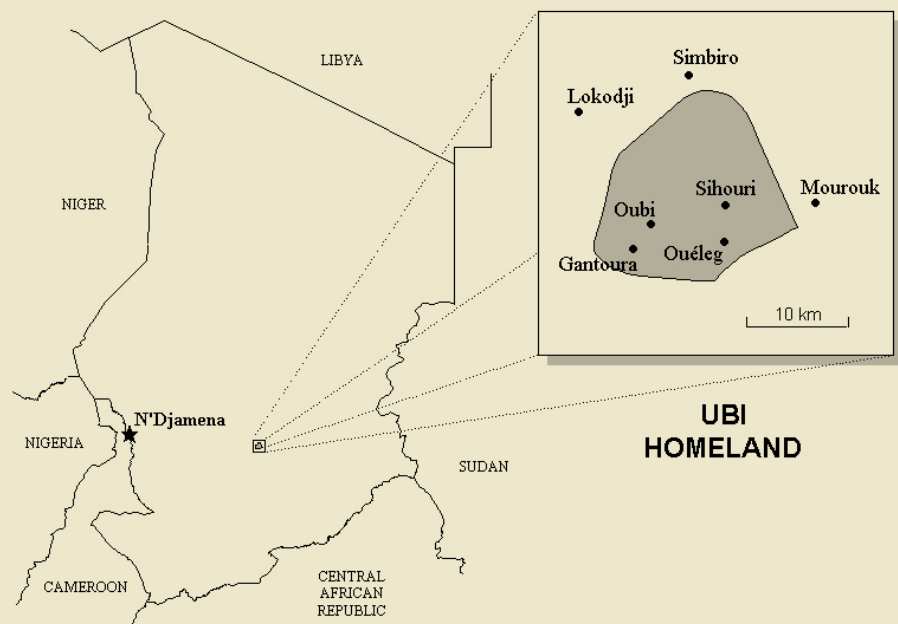 LIBYA
NIGER
N'Djamena
NIGERIA
SUDAN
CAMEROON
CENTRAL
AFRICAN
REPUBLIC
Simbiro
Lokodji
Sihouri
Mourouk
Oubi
Gantoura
Ouéleg
10 km
UBI
HOMELAND